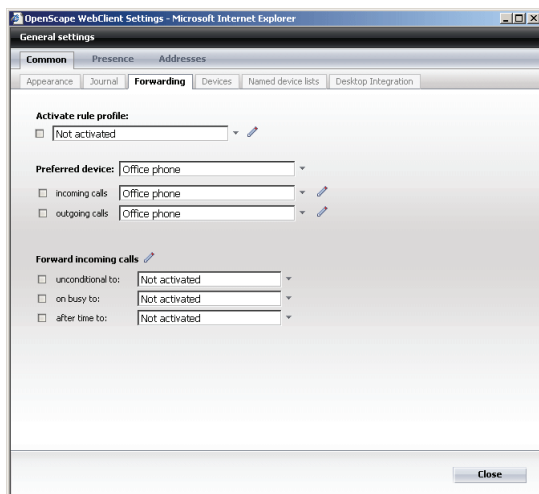 OpenScape WebClient Settings - Microsoft Internet Explorer
General settings
Common Presence Addresses
Appearance Journal Forwarding Devices Named device lists Desktop Integration
Activate rule profile:
Not activated
Preferred device: Office phone
incoming calls Office phone
outgoing calls Office phone
Forward incoming calls
unconditional to: Not activated
on busy to: Not activated
after time to: Not activated
Close